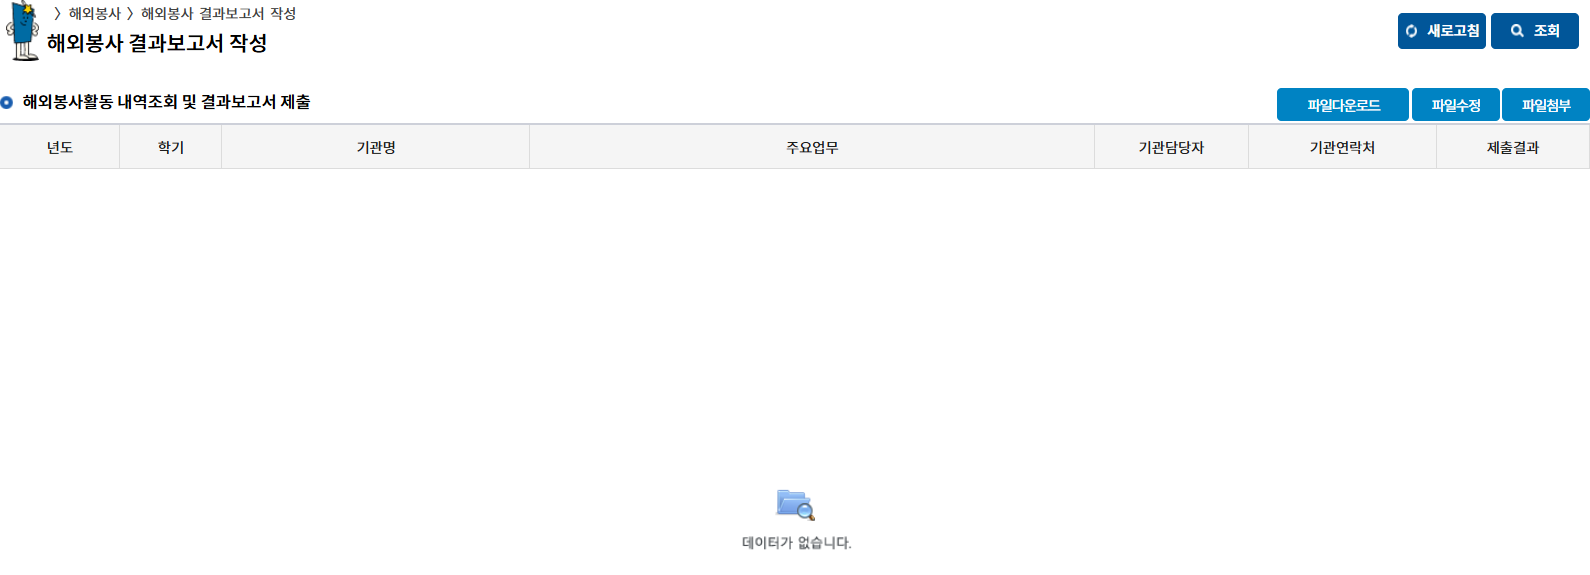 〉 해외봉사 〉 해외봉사 결과보고서 작성
해외봉사 결과보고서 작성
새로고침 조회
해외봉사활동 내역조회 및 결과보고서 제출
파일다운로드 파일수정 파일첨부
년도 학기 기관명 주요업무 기관담당자 기관연락처 제출결과
데이터가 없습니다.